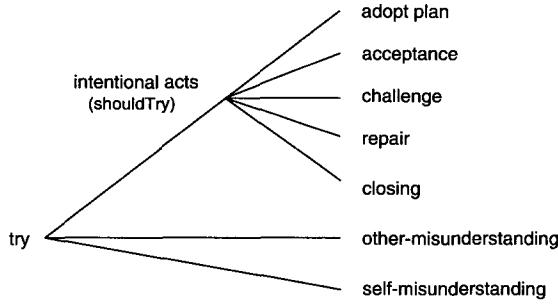 adopt plan
acceptance
intentional acts
(shouldTry)
challenge
repair
closing
try
other-misunderstanding
self-misunderstanding